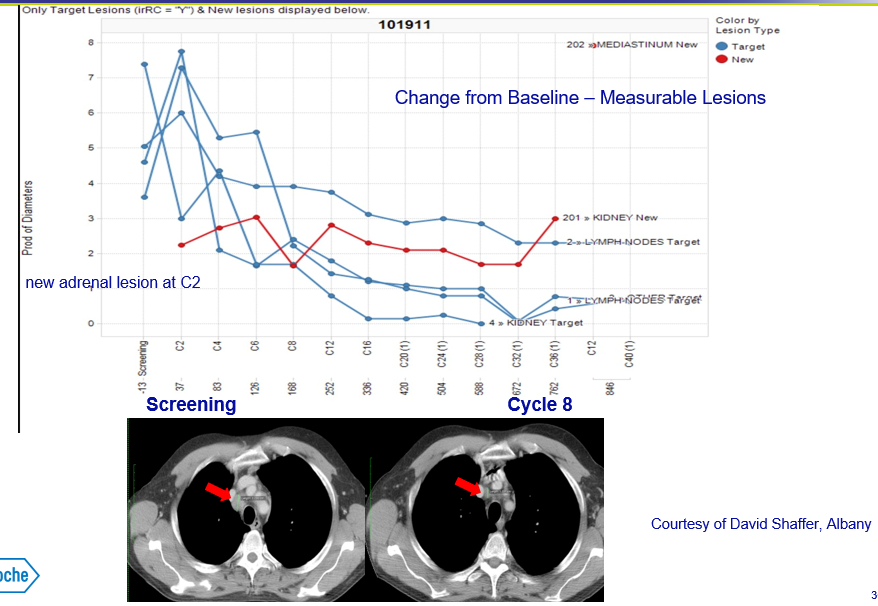 Only Target Lesions (irRC = "Y") & New lesions displayed below.
101911
Color by
Lesion Type
Target
New
202 » MEDIASTINUM New
Change from Baseline – Measurable Lesions
Prod of Diameters
8
7
6
5
4
3
2
1
0
201 » KIDNEY New
2 » LYMPH-NODES Target
1 » LYMPH-NODES Target
4 » KIDNEY Target
new adrenal lesion at C2
Screening
C2
C4
C6
C8
C12
C16
C20 (1)
C24 (1)
C28 (1)
C32 (1)
C36 (1)
C12
C40 (1)
-13
37
83
126
168
252
336
420
504
588
672
762
846
Screening
Cycle 8
Courtesy of David Shaffer, Albany
oche
3